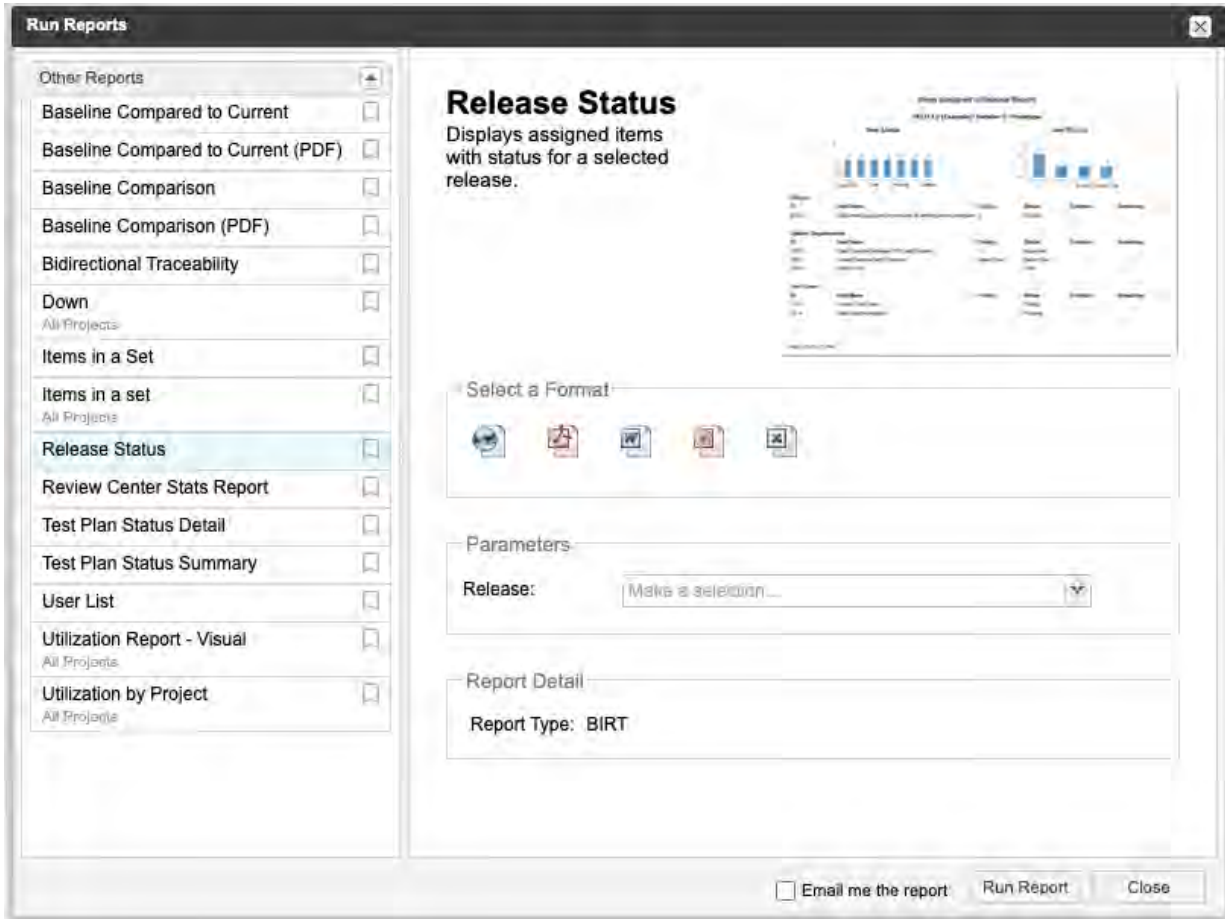 Run Reports
Other Reports
Baseline Compared to Current
Baseline Compared to Current (PDF)
Baseline Comparison
Baseline Comparison (PDF)
Bidirectional Traceability
Down
All Projects
Items in a Set
Items in a set
All Projects
Release Status
Review Center Stats Report
Test Plan Status Detail
Test Plan Status Summary
User List
Utilization Report - Visual
All Projects
Utilization by Project
All Projects
Release Status
Displays assigned items
with status for a selected
release.
Select a Format
Parameters
Release:
Make a selection...
Report Detail
Report Type: BIRT
Email me the report
Run Report
Close